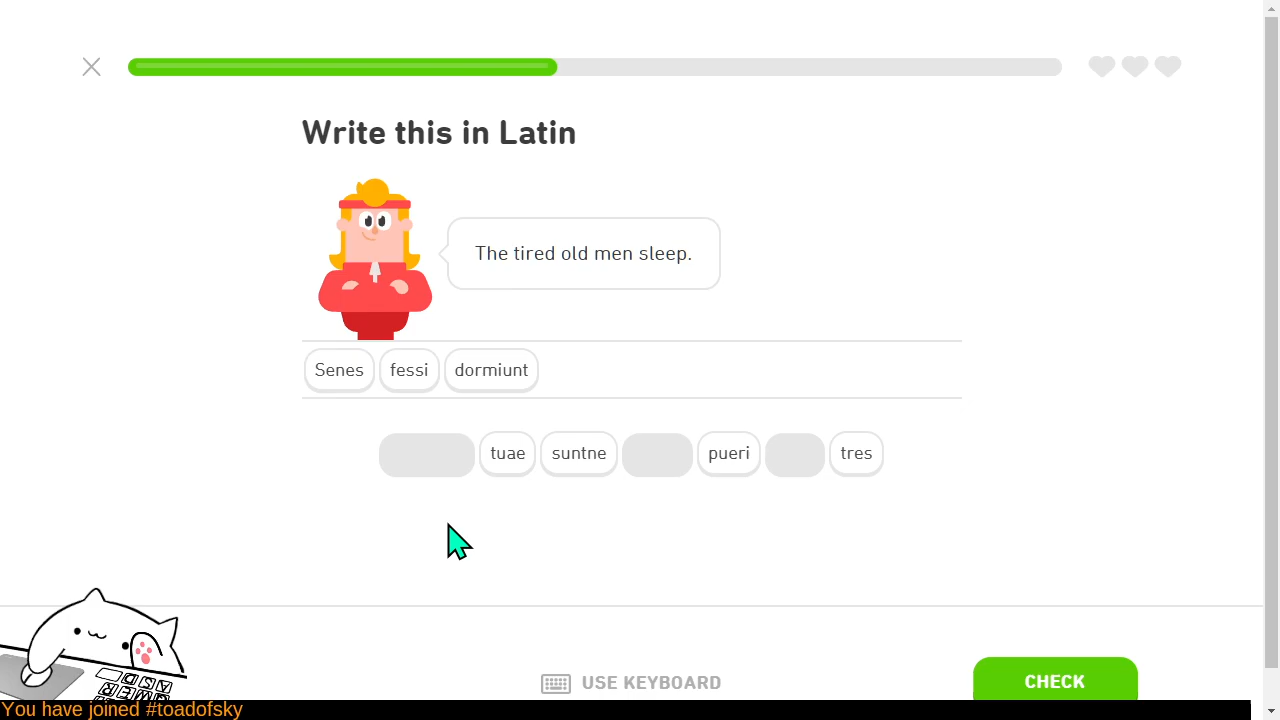 Write this in Latin
The tired old men sleep.
Senes fessi dormiunt
tuae suntne pueri tres
USE KEYBOARD
CHECK
You have joined #toadofsky